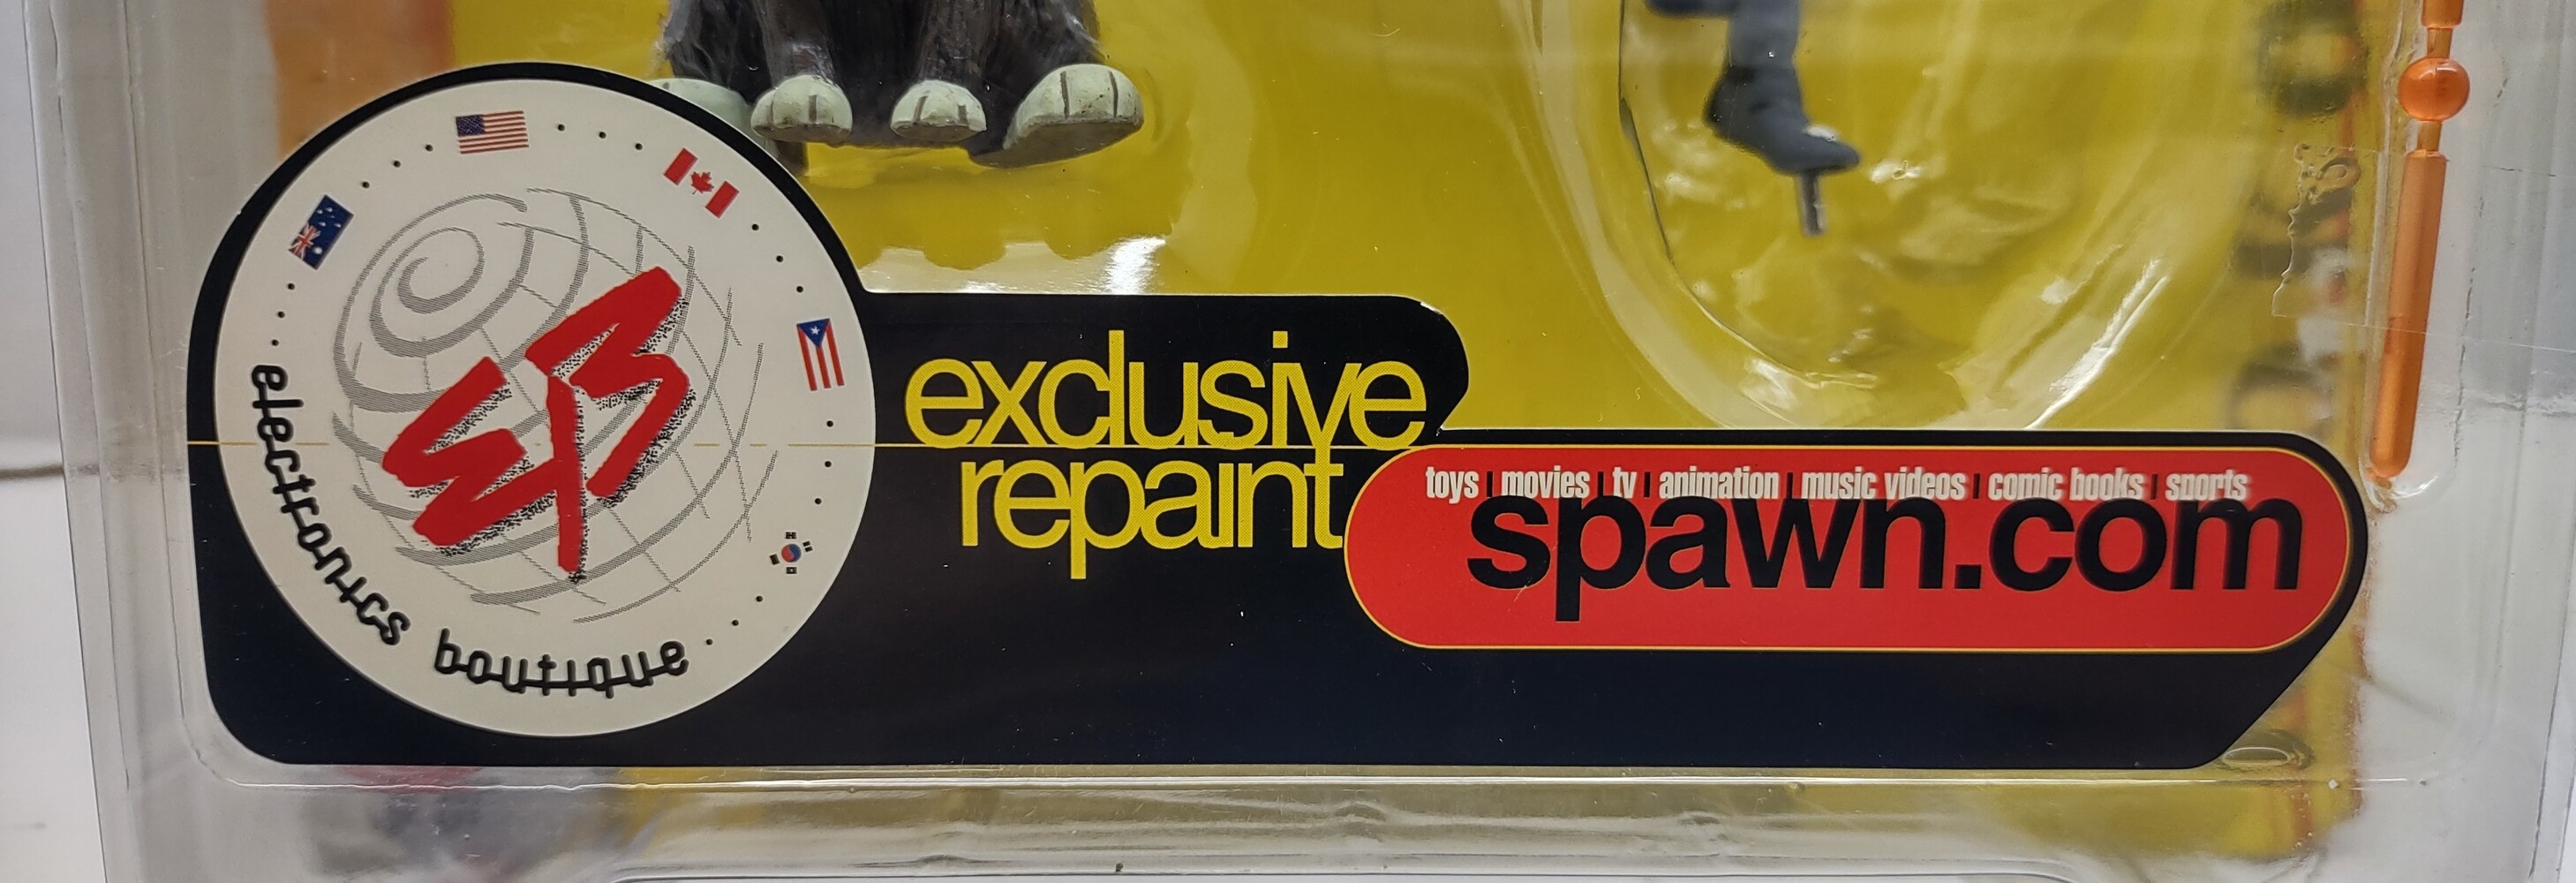 EB
electronics boutique
exclusive
repaint
toys | movies | tv | animation | music videos | comic books | sports
spawn.com